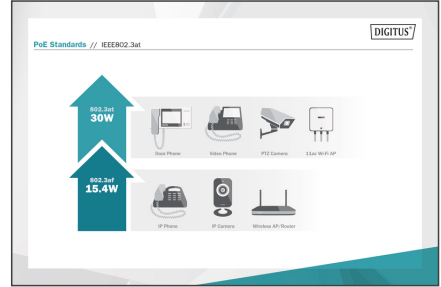 DIGITUS®
PoE Standards // IEEE802.3at
802.3at
30W
Door Phone
Video Phone
PTZ Camera
11ac Wi-Fi AP
802.3af
15.4W
IP Phone
IP Camera
Wireless AP/Router